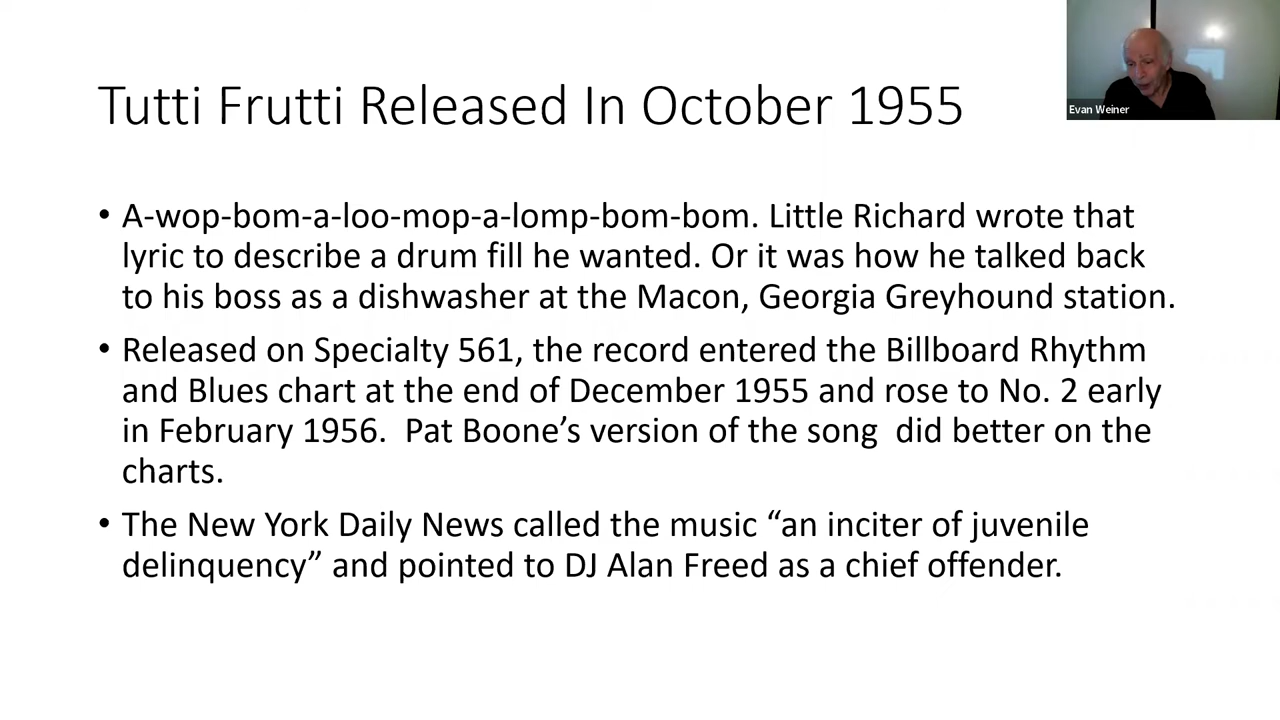 Tutti Frutti Released In October 1955
Evan Weiner
• A-wop-bom-a-loo-mop-a-lomp-bom-bom. Little Richard wrote that
lyric to describe a drum fill he wanted. Or it was how he talked back
to his boss as a dishwasher at the Macon, Georgia Greyhound station.
• Released on Specialty 561, the record entered the Billboard Rhythm
and Blues chart at the end of December 1955 and rose to No. 2 early
in February 1956.  Pat Boone’s version of the song  did better on the
charts.
• The New York Daily News called the music “an inciter of juvenile
delinquency” and pointed to DJ Alan Freed as a chief offender.